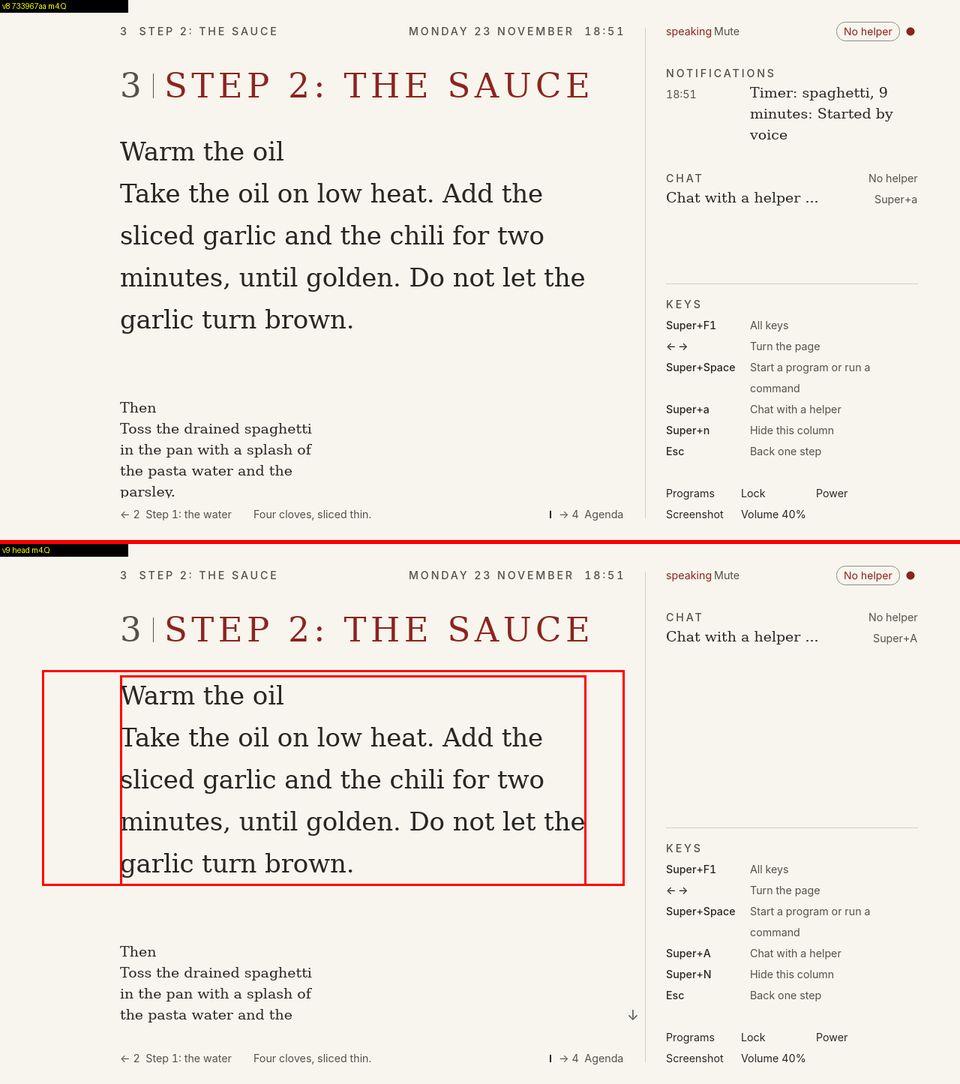 v8 733967aa m4:Q
3 STEP 2: THE SAUCE
MONDAY 23 NOVEMBER 18:51
speaking Mute
No helper
3 STEP 2: THE SAUCE
Warm the oil
Take the oil on low heat. Add the
sliced garlic and the chili for two
minutes, until golden. Do not let the
garlic turn brown.
Then
Toss the drained spaghetti
in the pan with a splash of
the pasta water and the
parsley.
← 2 Step 1: the water Four cloves, sliced thin.
→ 4 Agenda
NOTIFICATIONS
18:51 Timer: spaghetti, 9
minutes: Started by
voice
CHAT No helper
Chat with a helper ... Super+a
KEYS
Super+F1 All keys
← → Turn the page
Super+Space Start a program or run a
command
Super+a Chat with a helper
Super+n Hide this column
Esc Back one step
Programs Lock Power
Screenshot Volume 40%
v9 head m4:Q
3 STEP 2: THE SAUCE
MONDAY 23 NOVEMBER 18:51
speaking Mute
No helper
3 STEP 2: THE SAUCE
Warm the oil
Take the oil on low heat. Add the
sliced garlic and the chili for two
minutes, until golden. Do not let the
garlic turn brown.
Then
Toss the drained spaghetti
in the pan with a splash of
the pasta water and the
↓
← 2 Step 1: the water Four cloves, sliced thin.
→ 4 Agenda
CHAT No helper
Chat with a helper ... Super+A
KEYS
Super+F1 All keys
← → Turn the page
Super+Space Start a program or run a
command
Super+A Chat with a helper
Super+N Hide this column
Esc Back one step
Programs Lock Power
Screenshot Volume 40%